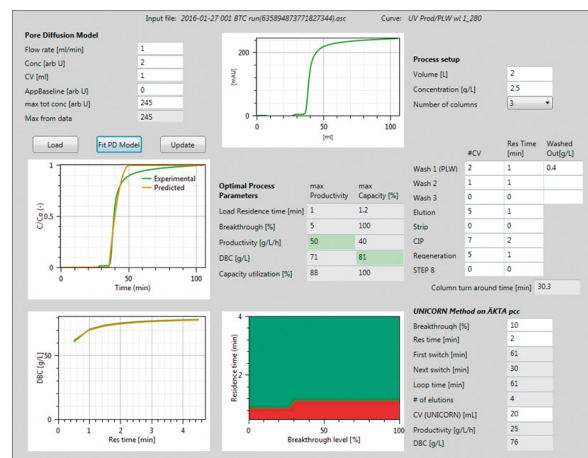 Input file: 2016-01-27 001 BTC run(635894873771827344).asc Curve: UV Prod/PLW wl 1_280
Pore Diffusion Model
Flow rate [ml/min] 1
Conc [arb U] 2
CV [ml] 1
AppBaseline [arb U] 0
max tot conc [arb U] 245
Max from data 245
Load Fit PD Model Update
200
[mAU]
0
0 50 100
[ml]
Process setup
Volume [L] 2
Concentration [g/L] 2.5
Number of columns 3
#CV Res Time [min] Washed Out[g/L]
Wash 1 (PLW) 2 1 0.4
Wash 2 1 1
Wash 3 0 0
Elution 5 1
Strip 0 0
CIP 7 2
Regeneration 5 1
STEP 8 0 0
Column turn around time [min] 30.3
1
C/Co [-]
0.5
0
0 50 100
Time (min)
Experimental
Predicted
Optimal Process Parameters max Productivity max Capacity [%]
Load Residence time [min] 1 1.2
Breakthrough [%] 5 100
Productivity [g/L/h] 50 40
DBC [g/L] 71 81
Capacity utilization [%] 88 100
DBC [g/L]
50
0
0 1 2 3 4
Res time [min]
4
Residence time (min)
2
0 50 100
Breakthrough level [%]
UNICORN Method on ÄKTA pcc
Breakthrough [%] 10
Res time [min] 2
First switch [min] 61
Next switch [min] 30
Loop time [min] 61
# of elutions 4
CV (UNICORN) [mL] 20
Productivity [g/L/h] 25
DBC [g/L] 76